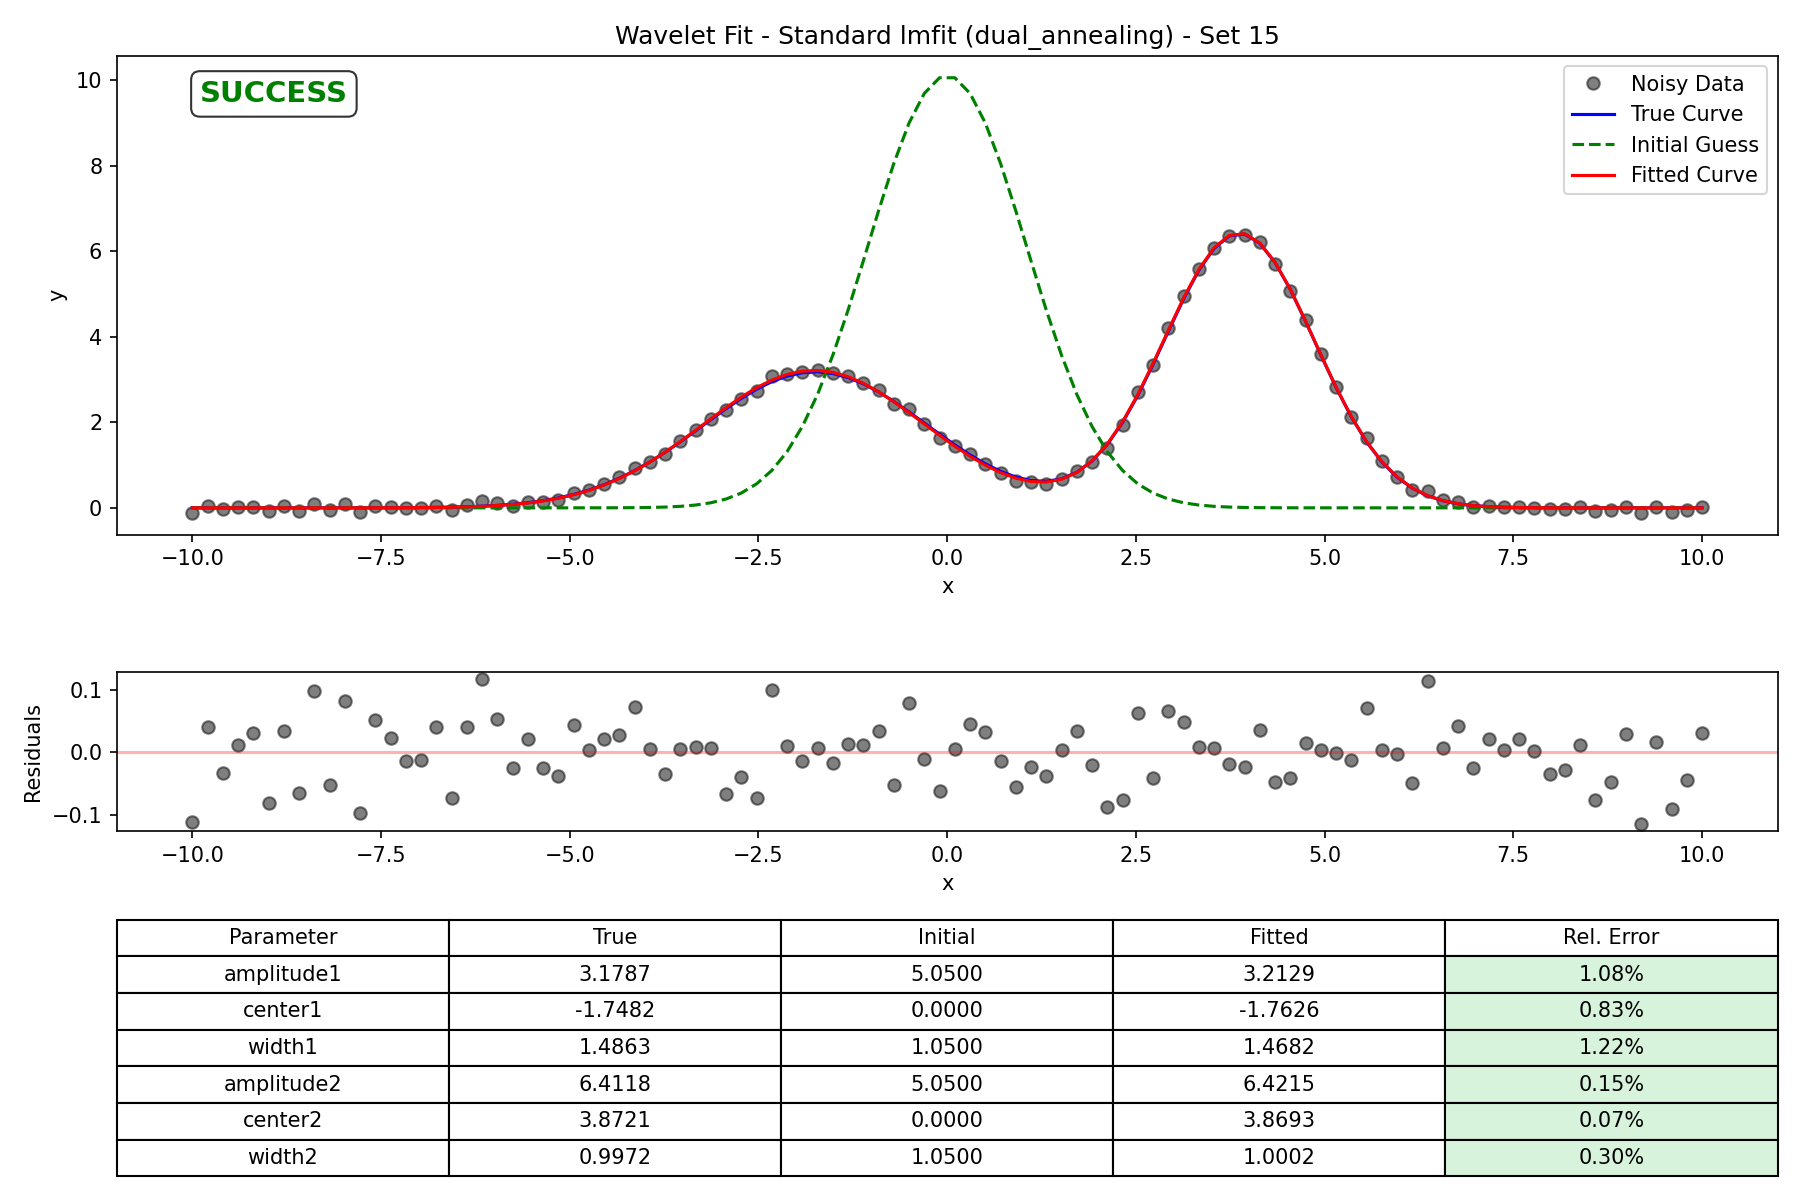 Wavelet Fit - Standard lmfit (dual_annealing) - Set 15
SUCCESS
Noisy Data
True Curve
Initial Guess
Fitted Curve
10
8
6
4
2
0
y
−10.0 −7.5 −5.0 −2.5 0.0 2.5 5.0 7.5 10.0
x
0.1
0.0
−0.1
Residuals
−10.0 −7.5 −5.0 −2.5 0.0 2.5 5.0 7.5 10.0
x
Parameter True Initial Fitted Rel. Error
amplitude1 3.1787 5.0500 3.2129 1.08%
center1 -1.7482 0.0000 -1.7626 0.83%
width1 1.4863 1.0500 1.4682 1.22%
amplitude2 6.4118 5.0500 6.4215 0.15%
center2 3.8721 0.0000 3.8693 0.07%
width2 0.9972 1.0500 1.0002 0.30%